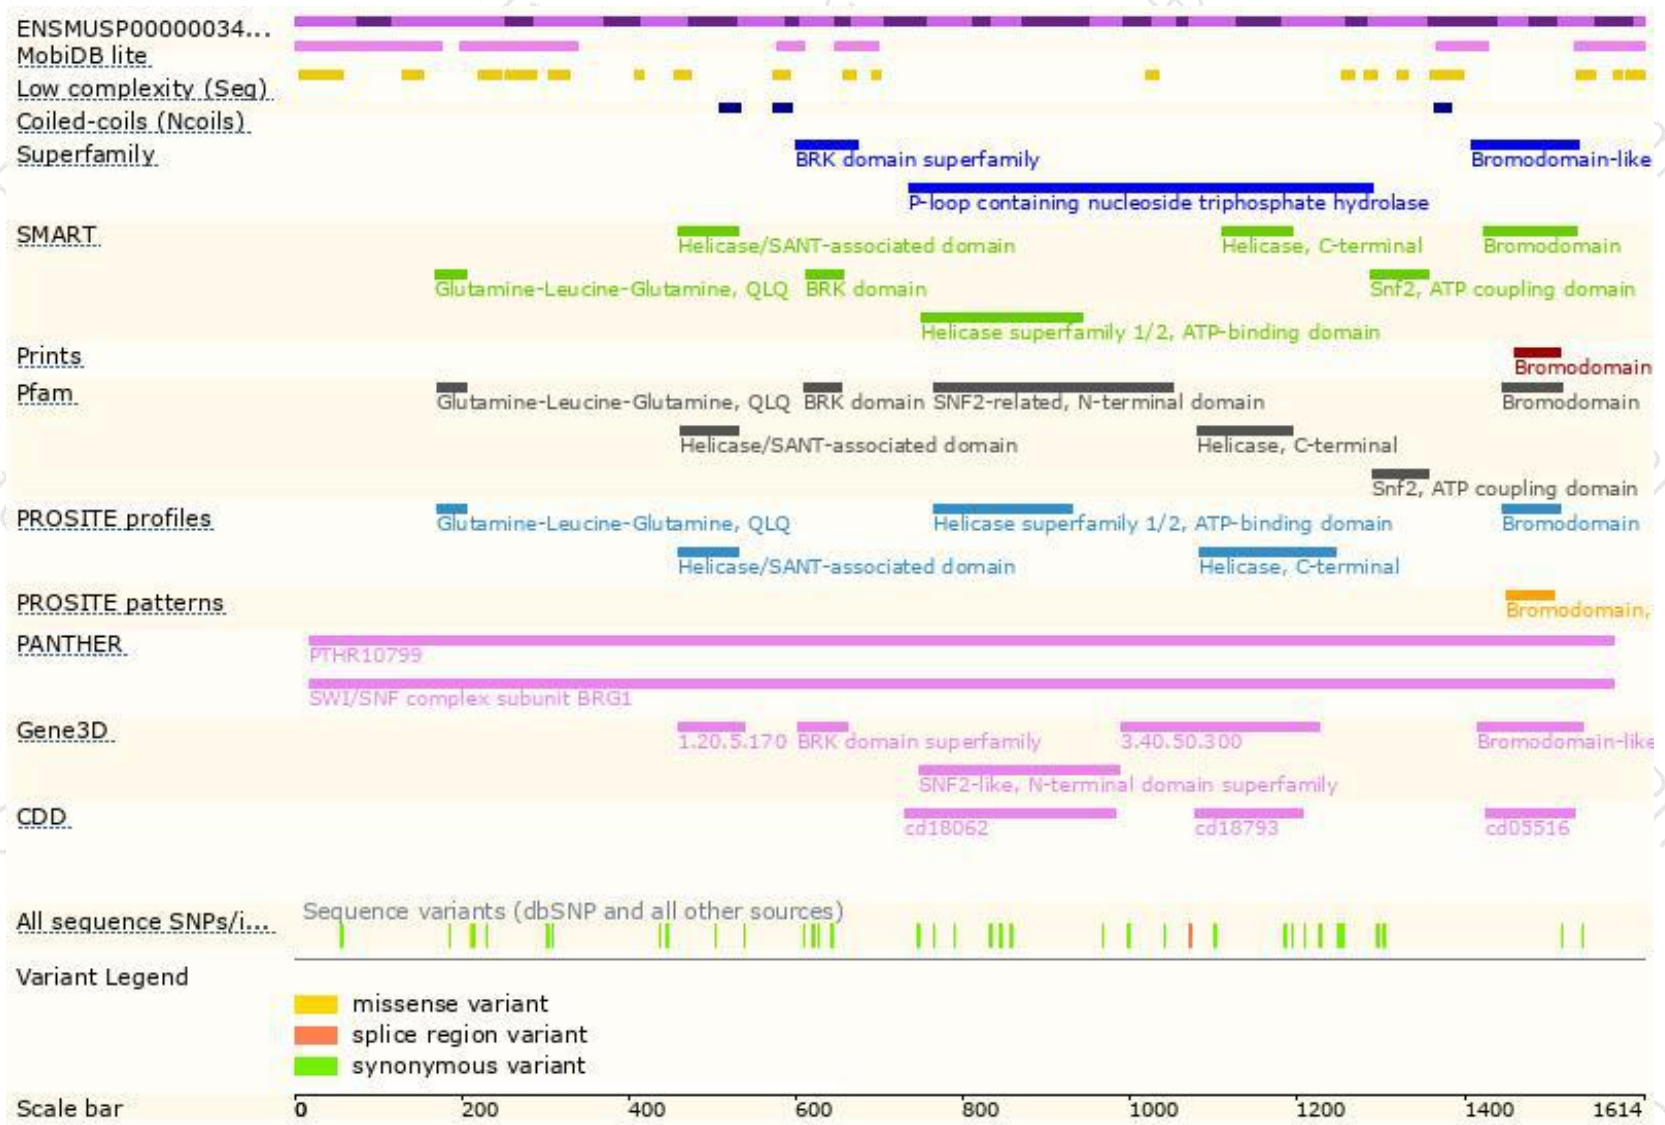 ENSMUSP00000034...
MobiDB lite
Low complexity (Seg)
Coiled-coils (Ncoils)
Superfamily
BRK domain superfamily
Bromodomain-like
P-loop containing nucleoside triphosphate hydrolase
SMART
Helicase/SANT-associated domain
Helicase, C-terminal
Bromodomain
Glutamine-Leucine-Glutamine, QLQ
BRK domain
Snf2, ATP coupling domain
Helicase superfamily 1/2, ATP-binding domain
Prints
Bromodomain
Pfam
Glutamine-Leucine-Glutamine, QLQ
BRK domain
SNF2-related, N-terminal domain
Bromodomain
Helicase/SANT-associated domain
Helicase, C-terminal
Snf2, ATP coupling domain
PROSITE profiles
Glutamine-Leucine-Glutamine, QLQ
Helicase superfamily 1/2, ATP-binding domain
Bromodomain
Helicase/SANT-associated domain
Helicase, C-terminal
PROSITE patterns
Bromodomain,
PANTHER
PTHR10799
SWI/SNF complex subunit BRG1
Gene3D
1.20.5.170
BRK domain superfamily
3.40.50.300
Bromodomain-like
SNF2-like, N-terminal domain superfamily
CDD
cd18062
cd18793
cd05516
All sequence SNPs/i...
Sequence variants (dbSNP and all other sources)
Variant Legend
missense variant
splice region variant
synonymous variant
Scale bar
0
200
400
600
800
1000
1200
1400
1614